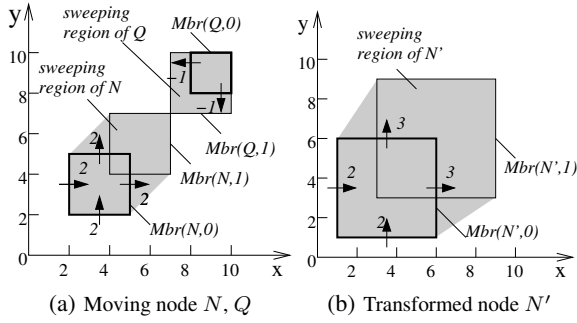 y
sweeping
region of Q
Mbr(Q,0)
10
8
6
4
2
0
sweeping
region of N
-1
-1
Mbr(Q,1)
Mbr(N,1)
Mbr(N,0)
2
2
2
2
2 4 6 8 10
x
(a) Moving node N, Q
y
sweeping
region of N'
10
8
6
4
2
0
3
2
3
2
Mbr(N',1)
Mbr(N',0)
2 4 6 8 10
x
(b) Transformed node N′